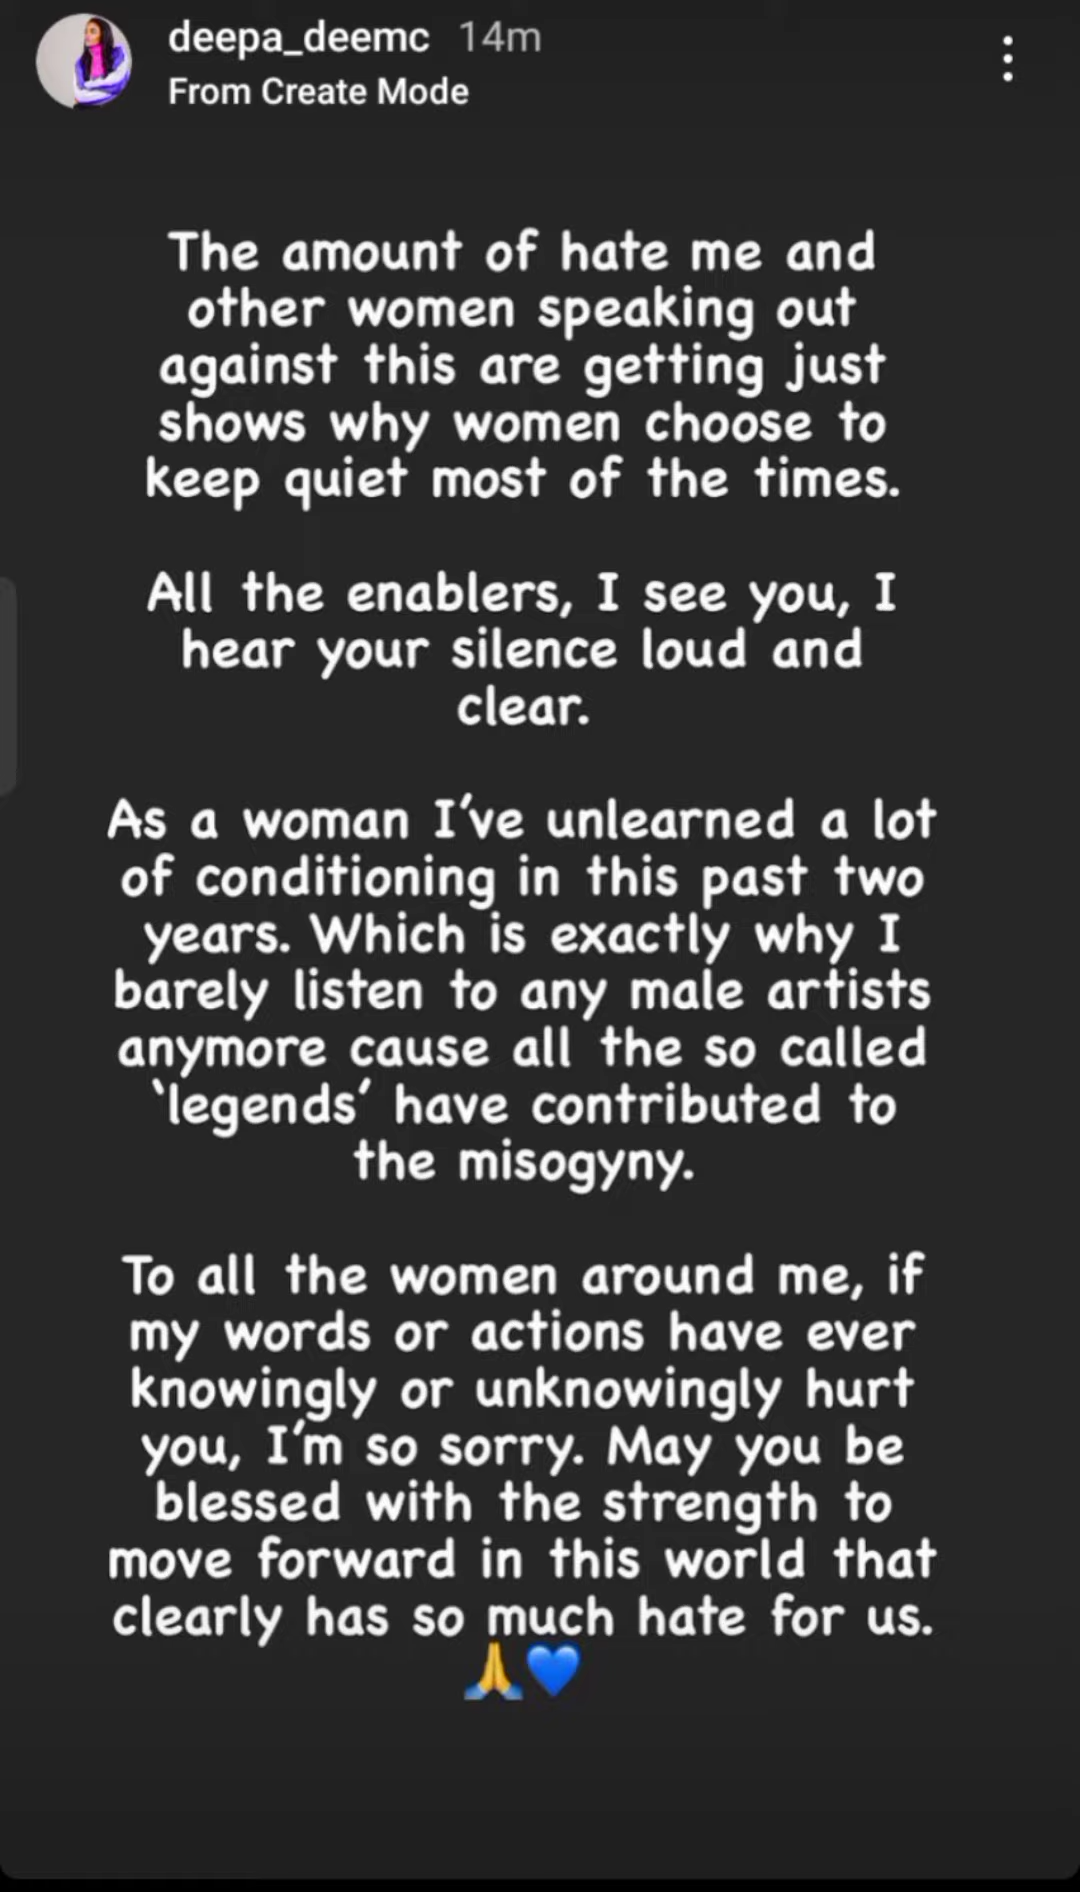 deepa_deemc 14m
From Create Mode
The amount of hate me and
other women speaking out
against this are getting just
shows why women choose to
keep quiet most of the times.
All the enablers, I see you, I
hear your silence loud and
clear.
As a woman I've unlearned a lot
of conditioning in this past two
years. Which is exactly why I
barely listen to any male artists
anymore cause all the so called
‘legends’ have contributed to
the misogyny.
To all the women around me, if
my words or actions have ever
knowingly or unknowingly hurt
you, I'm so sorry. May you be
blessed with the strength to
move forward in this world that
clearly has so much hate for us.
🙏💙